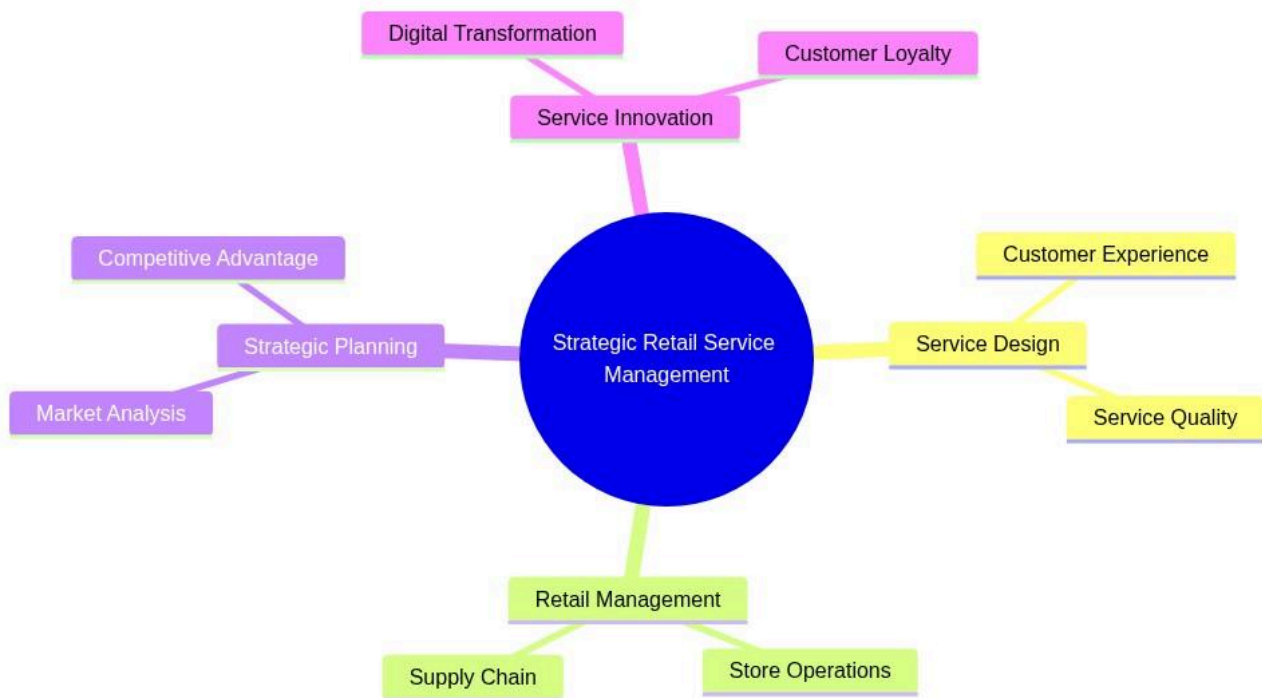 Digital Transformation
Customer Loyalty
Service Innovation
Competitive Advantage
Customer Experience
Strategic Planning
Strategic Retail Service
Management
Service Design
Market Analysis
Service Quality
Retail Management
Supply Chain
Store Operations